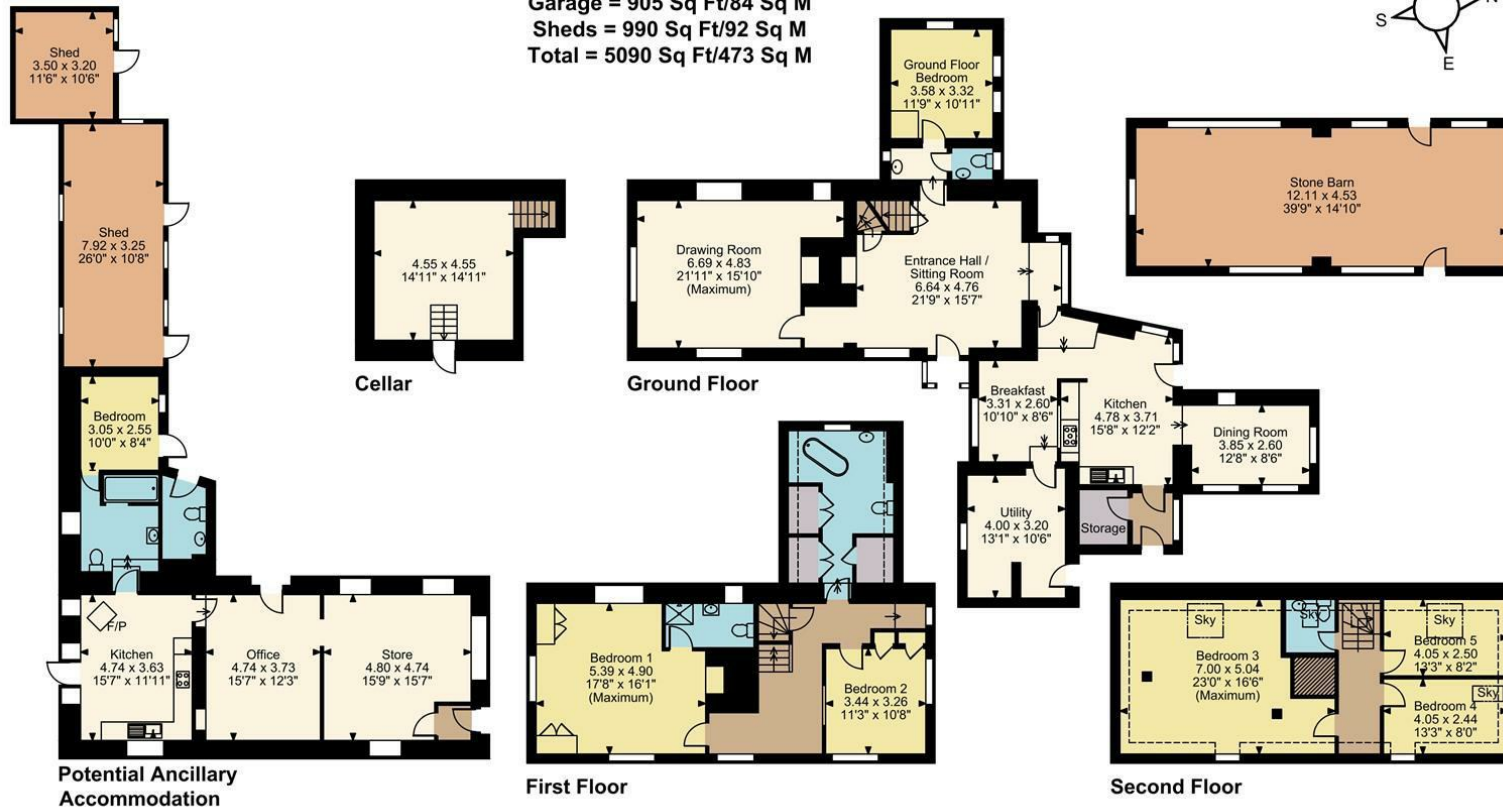 Garage = 905 Sq Ft/84 Sq M
Sheds = 990 Sq Ft/92 Sq M
Total = 5090 Sq Ft/473 Sq M
N
S
E
Shed
3.50 x 3.20
11'6" x 10'6"
Shed
7.92 x 3.25
26'0" x 10'8"
Bedroom
3.05 x 2.55
10'0" x 8'4"
F/P
Kitchen
4.74 x 3.63
15'7" x 11'11"
Office
4.74 x 3.73
15'7" x 12'3"
Store
4.80 x 4.74
15'9" x 15'7"
Potential Ancillary
Accommodation
4.55 x 4.55
14'11" x 14'11"
Cellar
Ground Floor
Bedroom
3.58 x 3.32
11'9" x 10'11"
Drawing Room
6.69 x 4.83
21'11" x 15'10"
(Maximum)
Entrance Hall /
Sitting Room
6.64 x 4.76
21'9" x 15'7"
Breakfast
3.31 x 2.60
10'10" x 8'6"
Kitchen
4.78 x 3.71
15'8" x 12'2"
Dining Room
3.85 x 2.60
12'8" x 8'6"
Utility
4.00 x 3.20
13'1" x 10'6"
Storage
Ground Floor
Stone Barn
12.11 x 4.53
39'9" x 14'10"
Bedroom 1
5.39 x 4.90
17'8" x 16'1"
(Maximum)
Bedroom 2
3.44 x 3.26
11'3" x 10'8"
First Floor
Sky
Sky
Sky
Bedroom 3
7.00 x 5.04
23'0" x 16'6"
(Maximum)
Bedroom 5
4.05 x 2.50
13'3" x 8'2"
Sky
Bedroom 4
4.05 x 2.44
13'3" x 8'0"
Second Floor